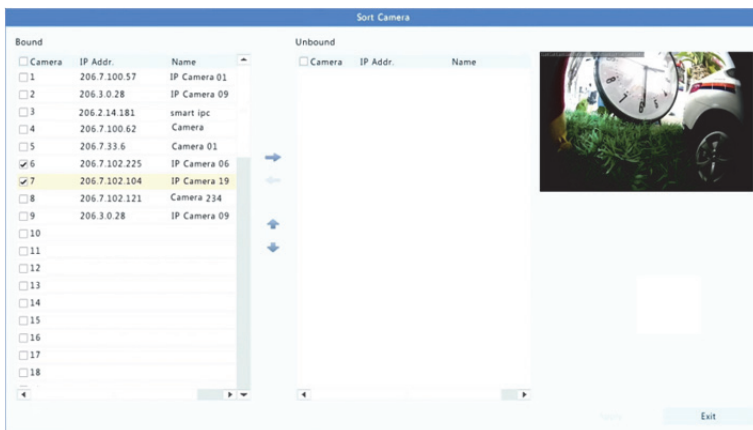 Sort Camera
Bound
Unbound
Camera IP Addr. Name
Camera IP Addr. Name
1 206.7.100.57 IP Camera 01
2 206.3.0.28 IP Camera 09
3 206.2.14.181 smart ipc
4 206.7.100.62 Camera
5 206.7.33.6 Camera 01
6 206.7.102.225 IP Camera 06
7 206.7.102.104 IP Camera 19
8 206.7.102.121 Camera 234
9 206.3.0.28 IP Camera 09
10
11
12
13
14
15
16
17
18
Exit